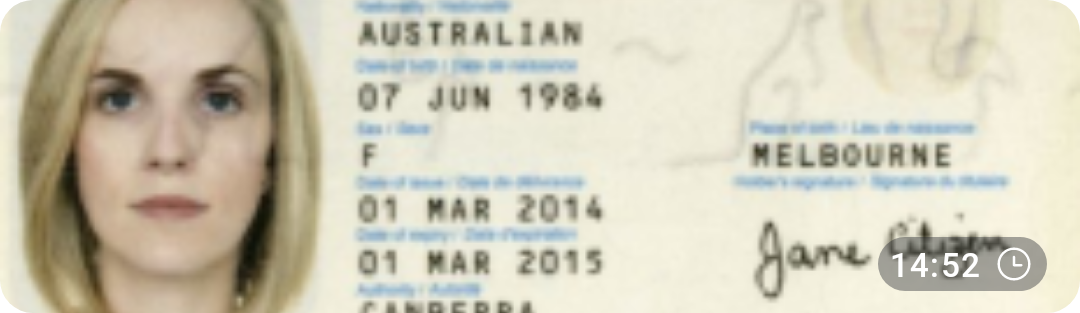 Nationality / Nationalité
AUSTRALIAN
Date of birth / Date de naissance
07 JUN 1984
Sex / Sexe
F
Place of birth / Lieu de naissance
MELBOURNE
Date of issue / Date de délivrance
01 MAR 2014
Holder's signature / Signature du titulaire
Date of expiry / Date d'expiration
01 MAR 2015
Jane Citizen
14:52
Authority / Autorité
CANBERRA